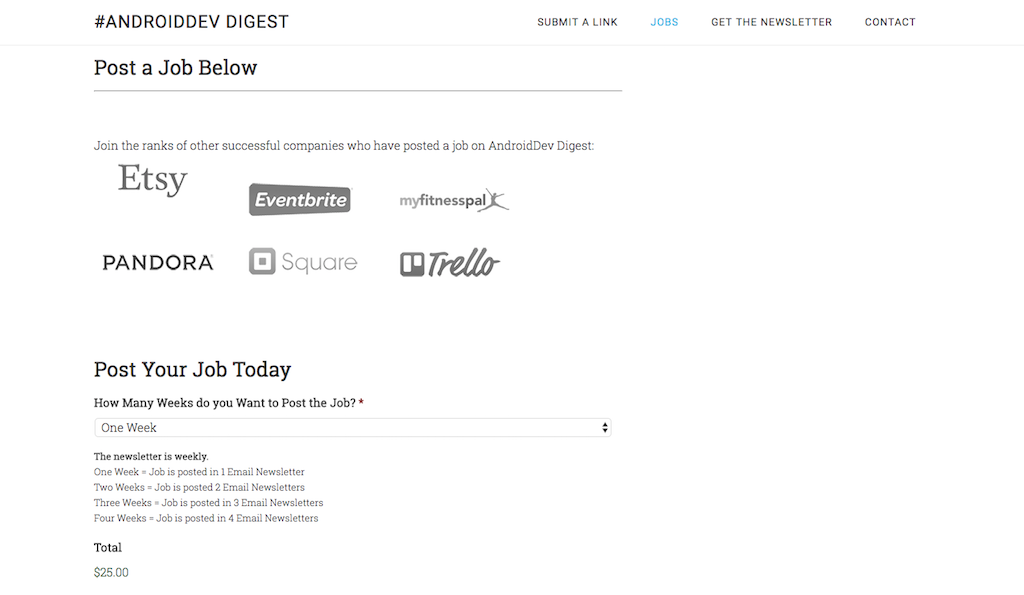 #ANDROIDDEV DIGEST
SUBMIT A LINK JOBS GET THE NEWSLETTER CONTACT
Post a Job Below
Join the ranks of other successful companies who have posted a job on AndroidDev Digest:
Etsy Eventbrite myfitnesspal
PANDORA Square Trello
Post Your Job Today
How Many Weeks do you Want to Post the Job? *
One Week
The newsletter is weekly.
One Week = Job is posted in 1 Email Newsletter
Two Weeks = Job is posted 2 Email Newsletters
Three Weeks = Job is posted in 3 Email Newsletters
Four Weeks = Job is posted in 4 Email Newsletters
Total
$25.00